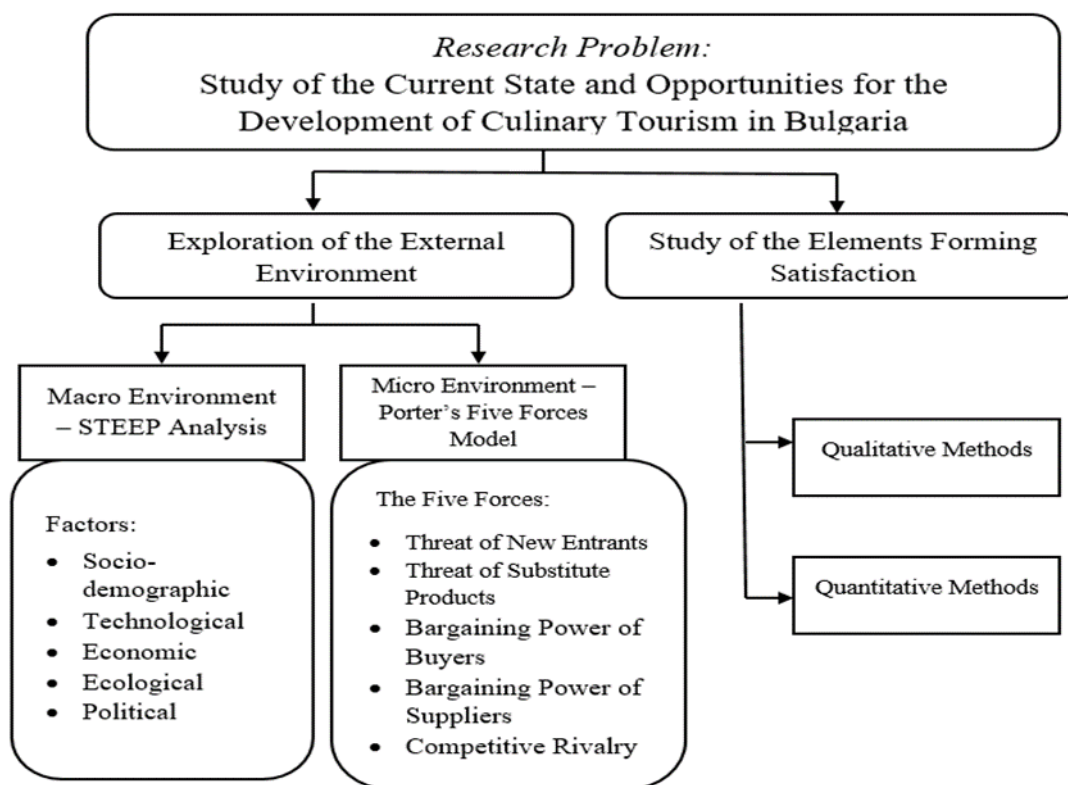 Research Problem:
Study of the Current State and Opportunities for the
Development of Culinary Tourism in Bulgaria
Exploration of the External
Environment
Study of the Elements Forming
Satisfaction
Macro Environment
– STEEP Analysis
Micro Environment –
Porter’s Five Forces
Model
Factors:
• Socio-
demographic
• Technological
• Economic
• Ecological
• Political
The Five Forces:
• Threat of New Entrants
• Threat of Substitute
Products
• Bargaining Power of
Buyers
• Bargaining Power of
Suppliers
• Competitive Rivalry
Qualitative Methods
Quantitative Methods